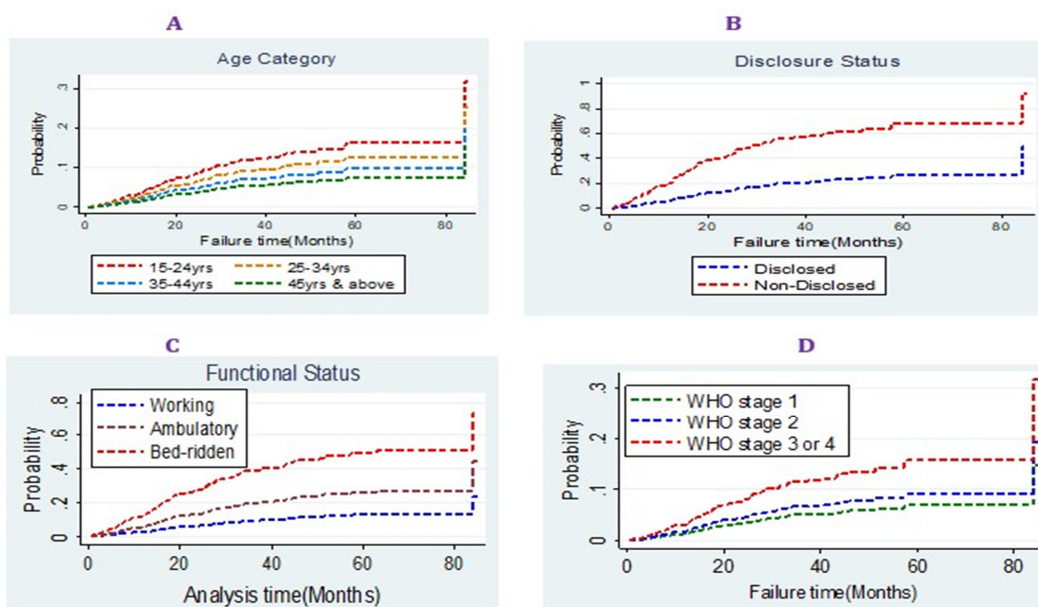 A
Age Category
Probability
.3
.2
.1
0
0 20 40 60 80
Failure time(Months)
15-24yrs 25-34yrs
35-44yrs 45yrs & above
B
Disclosure Status
Probability
1
.8
.6
.4
.2
0
0 20 40 60 80
Failure time(Months)
Disclosed
Non-Disclosed
C
Functional Status
Probability
.8
.6
.4
.2
0
Working
Ambulatory
Bed-ridden
0 20 40 60 80
Analysis time(Months)
D
Probability
.3
.2
.1
0
WHO stage 1
WHO stage 2
WHO stage 3 or 4
0 20 40 60 80
Failure time(Months)